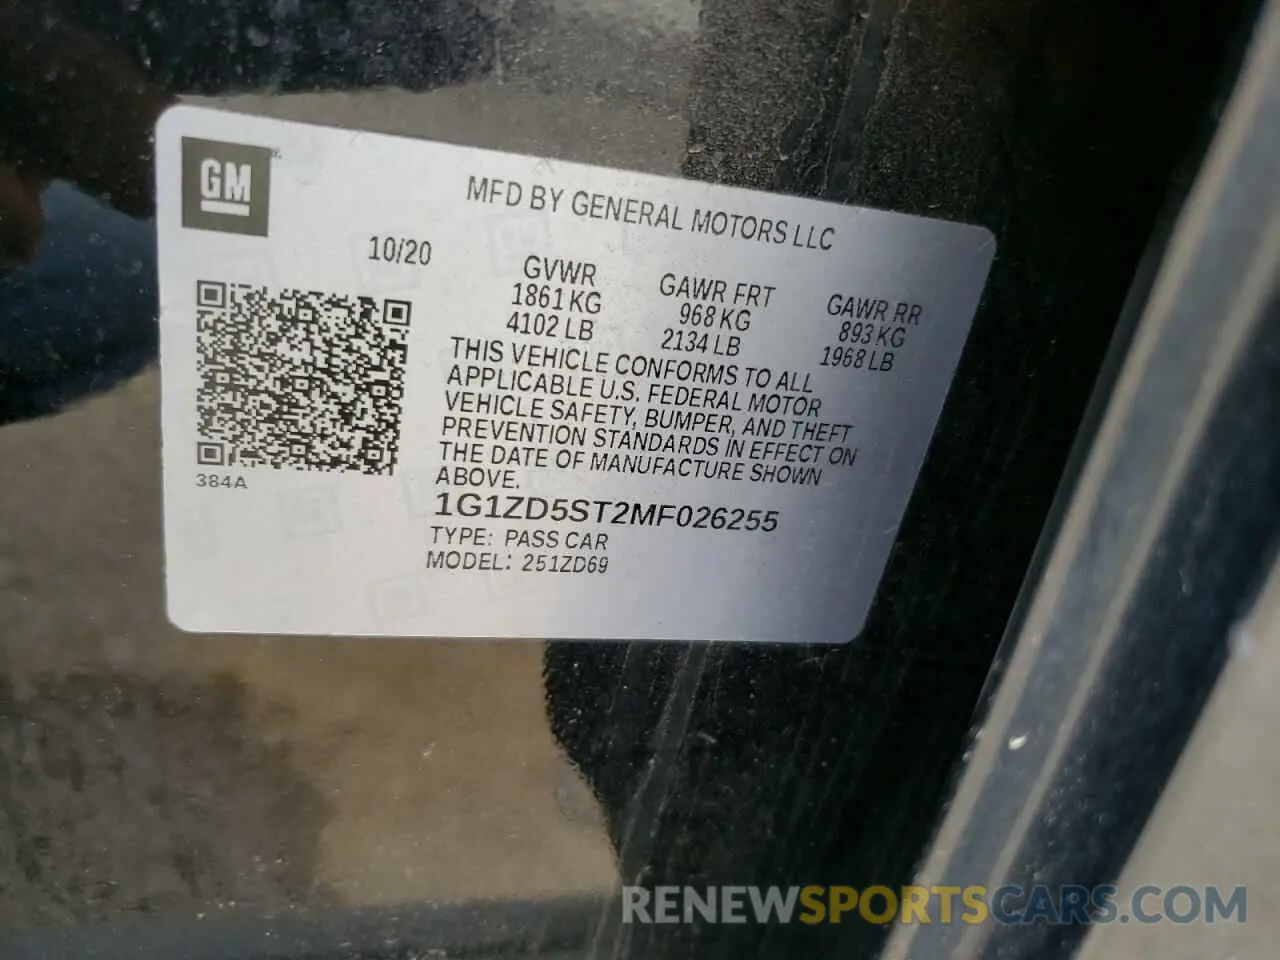 GM
MFD BY GENERAL MOTORS LLC
10/20
GVWR
1861 KG
4102 LB
GAWR FRT
968 KG
2134 LB
GAWR RR
893 KG
1968 LB
THIS VEHICLE CONFORMS TO ALL
APPLICABLE U.S. FEDERAL MOTOR
VEHICLE SAFETY, BUMPER, AND THEFT
PREVENTION STANDARDS IN EFFECT ON
THE DATE OF MANUFACTURE SHOWN
ABOVE.
384A
1G1ZD5ST2MF026255
TYPE: PASS CAR
MODEL: 251ZD69
RENEWSPORTSCARS.COM